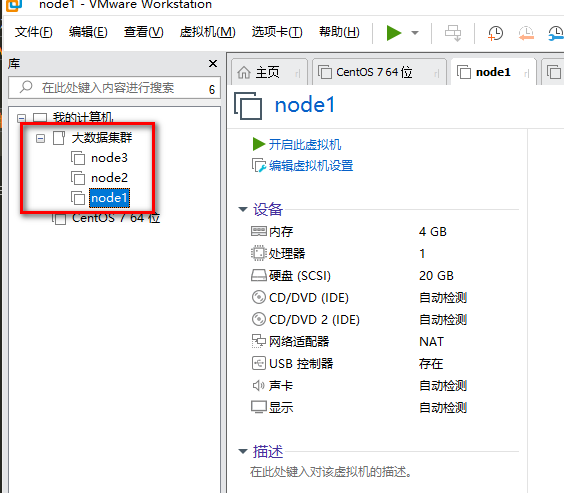 node1 - VMware Workstation
文件(F) 编辑(E) 查看(V) 虚拟机(M) 选项卡(T) 帮助(H)
库
在此处键入内容进行搜索 6
我的计算机
大数据集群
node3
node2
node1
CentOS 7 64 位
主页 CentOS 7 64 位 node1
node1
开启此虚拟机
编辑虚拟机设置
设备
内存 4 GB
处理器 1
硬盘 (SCSI) 20 GB
CD/DVD (IDE) 自动检测
CD/DVD 2 (IDE) 自动检测
网络适配器 NAT
USB 控制器 存在
声卡 自动检测
显示 自动检测
描述
在此处键入对该虚拟机的描述。